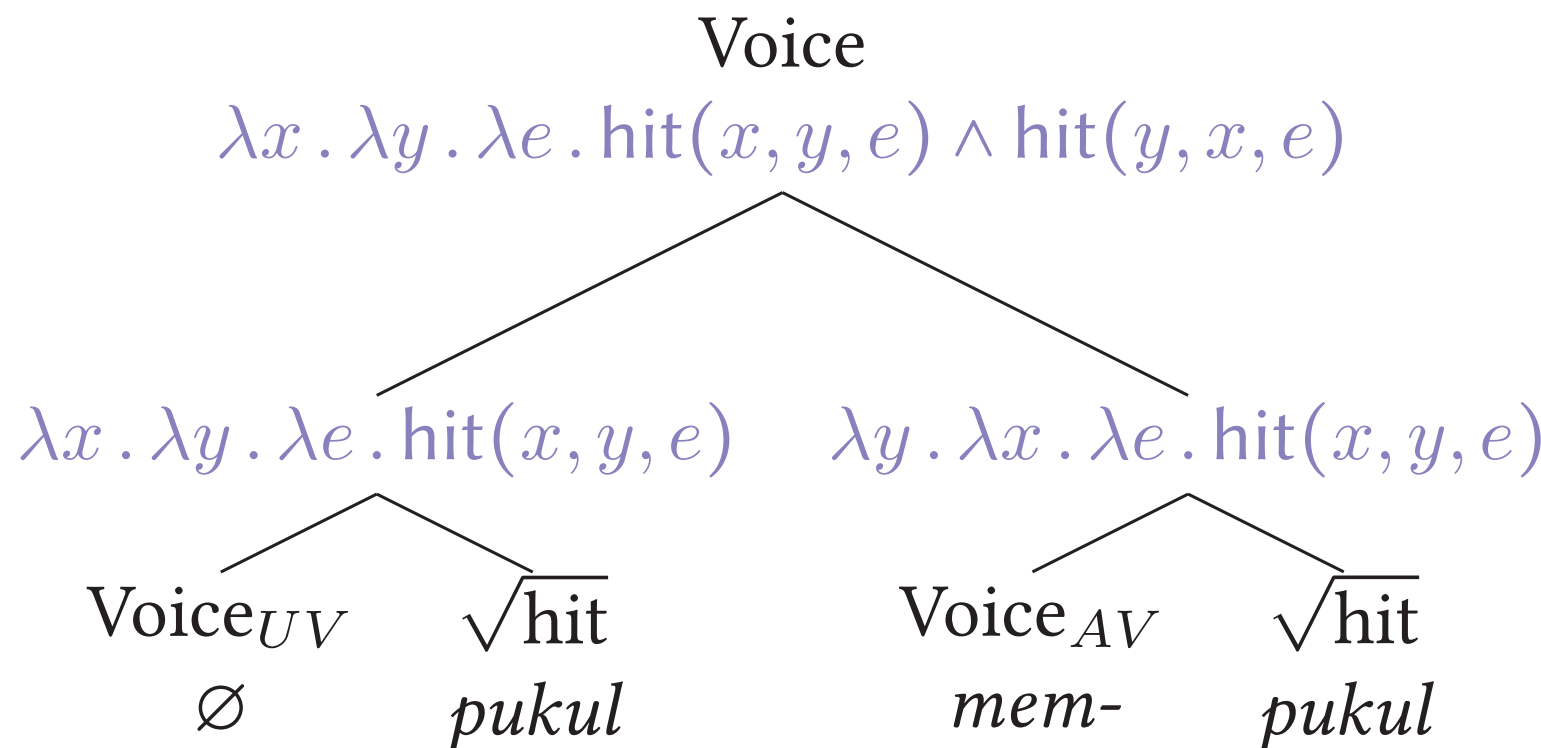 Voice
λx . λy . λe . hit(x, y, e) ∧ hit(y, x, e)
λx . λy . λe . hit(x, y, e) λy . λx . λe . hit(x, y, e)
Voice_UV √hit Voice_AV √hit
∅ pukul mem- pukul